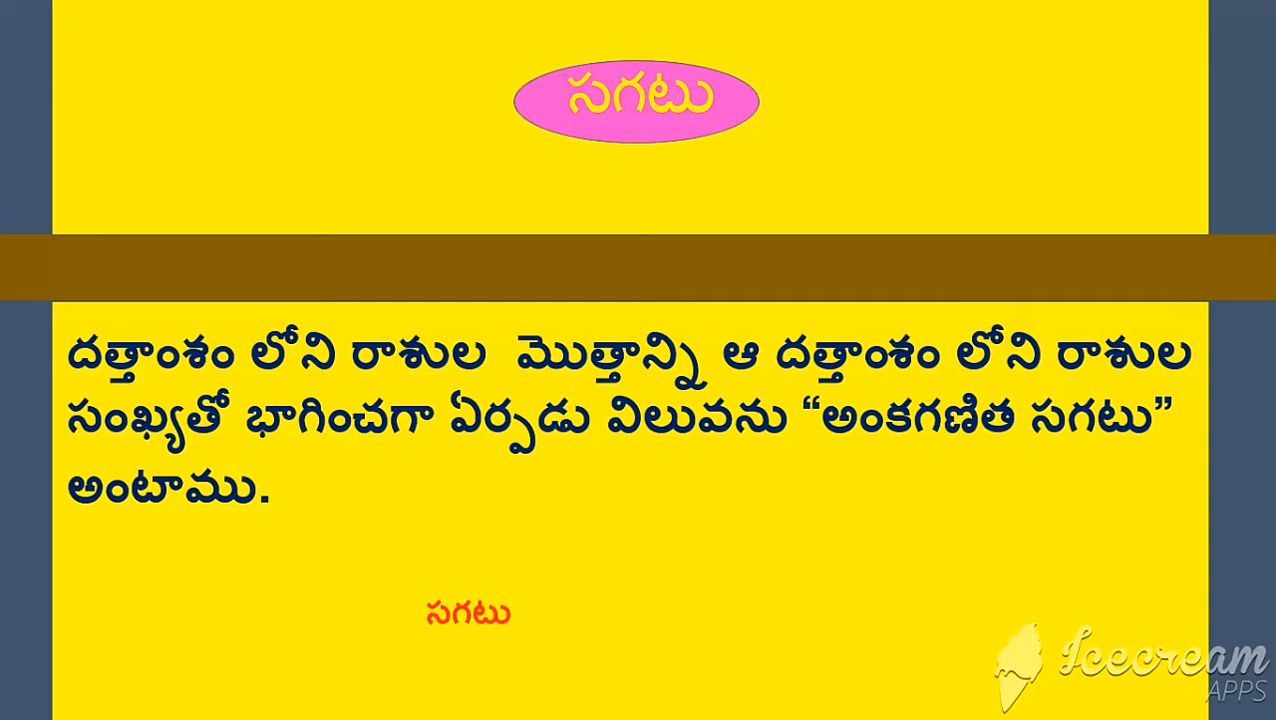 సగటు
దత్తాంశం లోని రాశుల మొత్తాన్ని ఆ దత్తాంశం లోని రాశుల
సంఖ్యతో భాగించగా ఏర్పడు విలువను “అంకగణిత సగటు”
అంటాము.
సగటు
Icecream
APPS